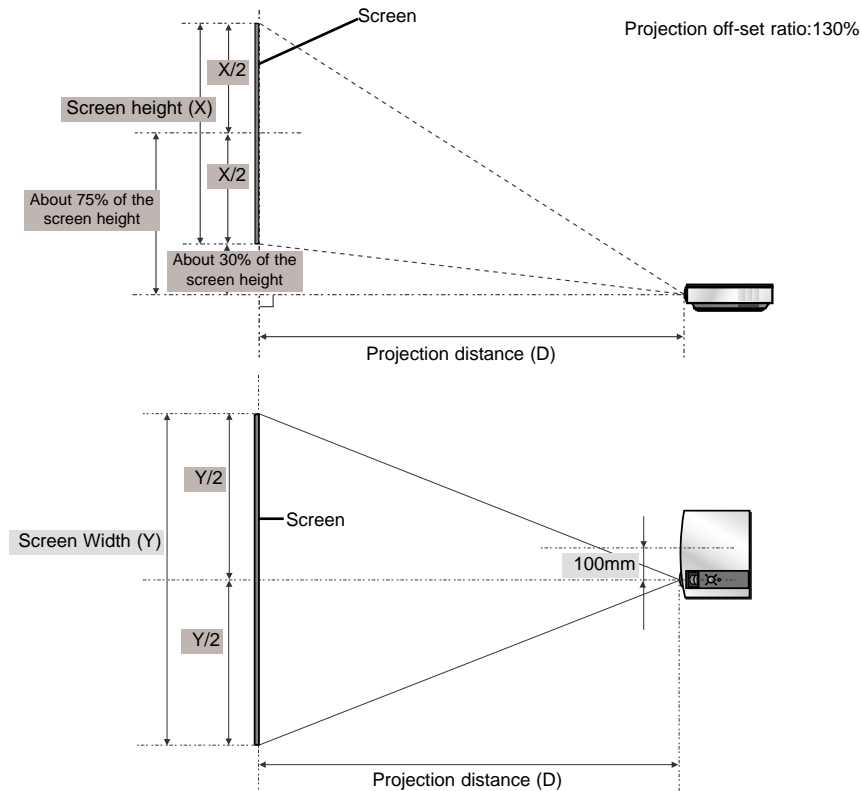 Screen
Projection off-set ratio:130%
X/2
Screen height (X)
X/2
About 75% of the
screen height
About 30% of the
screen height
Projection distance (D)
Y/2
Screen
Screen Width (Y)
100mm
Y/2
Projection distance (D)